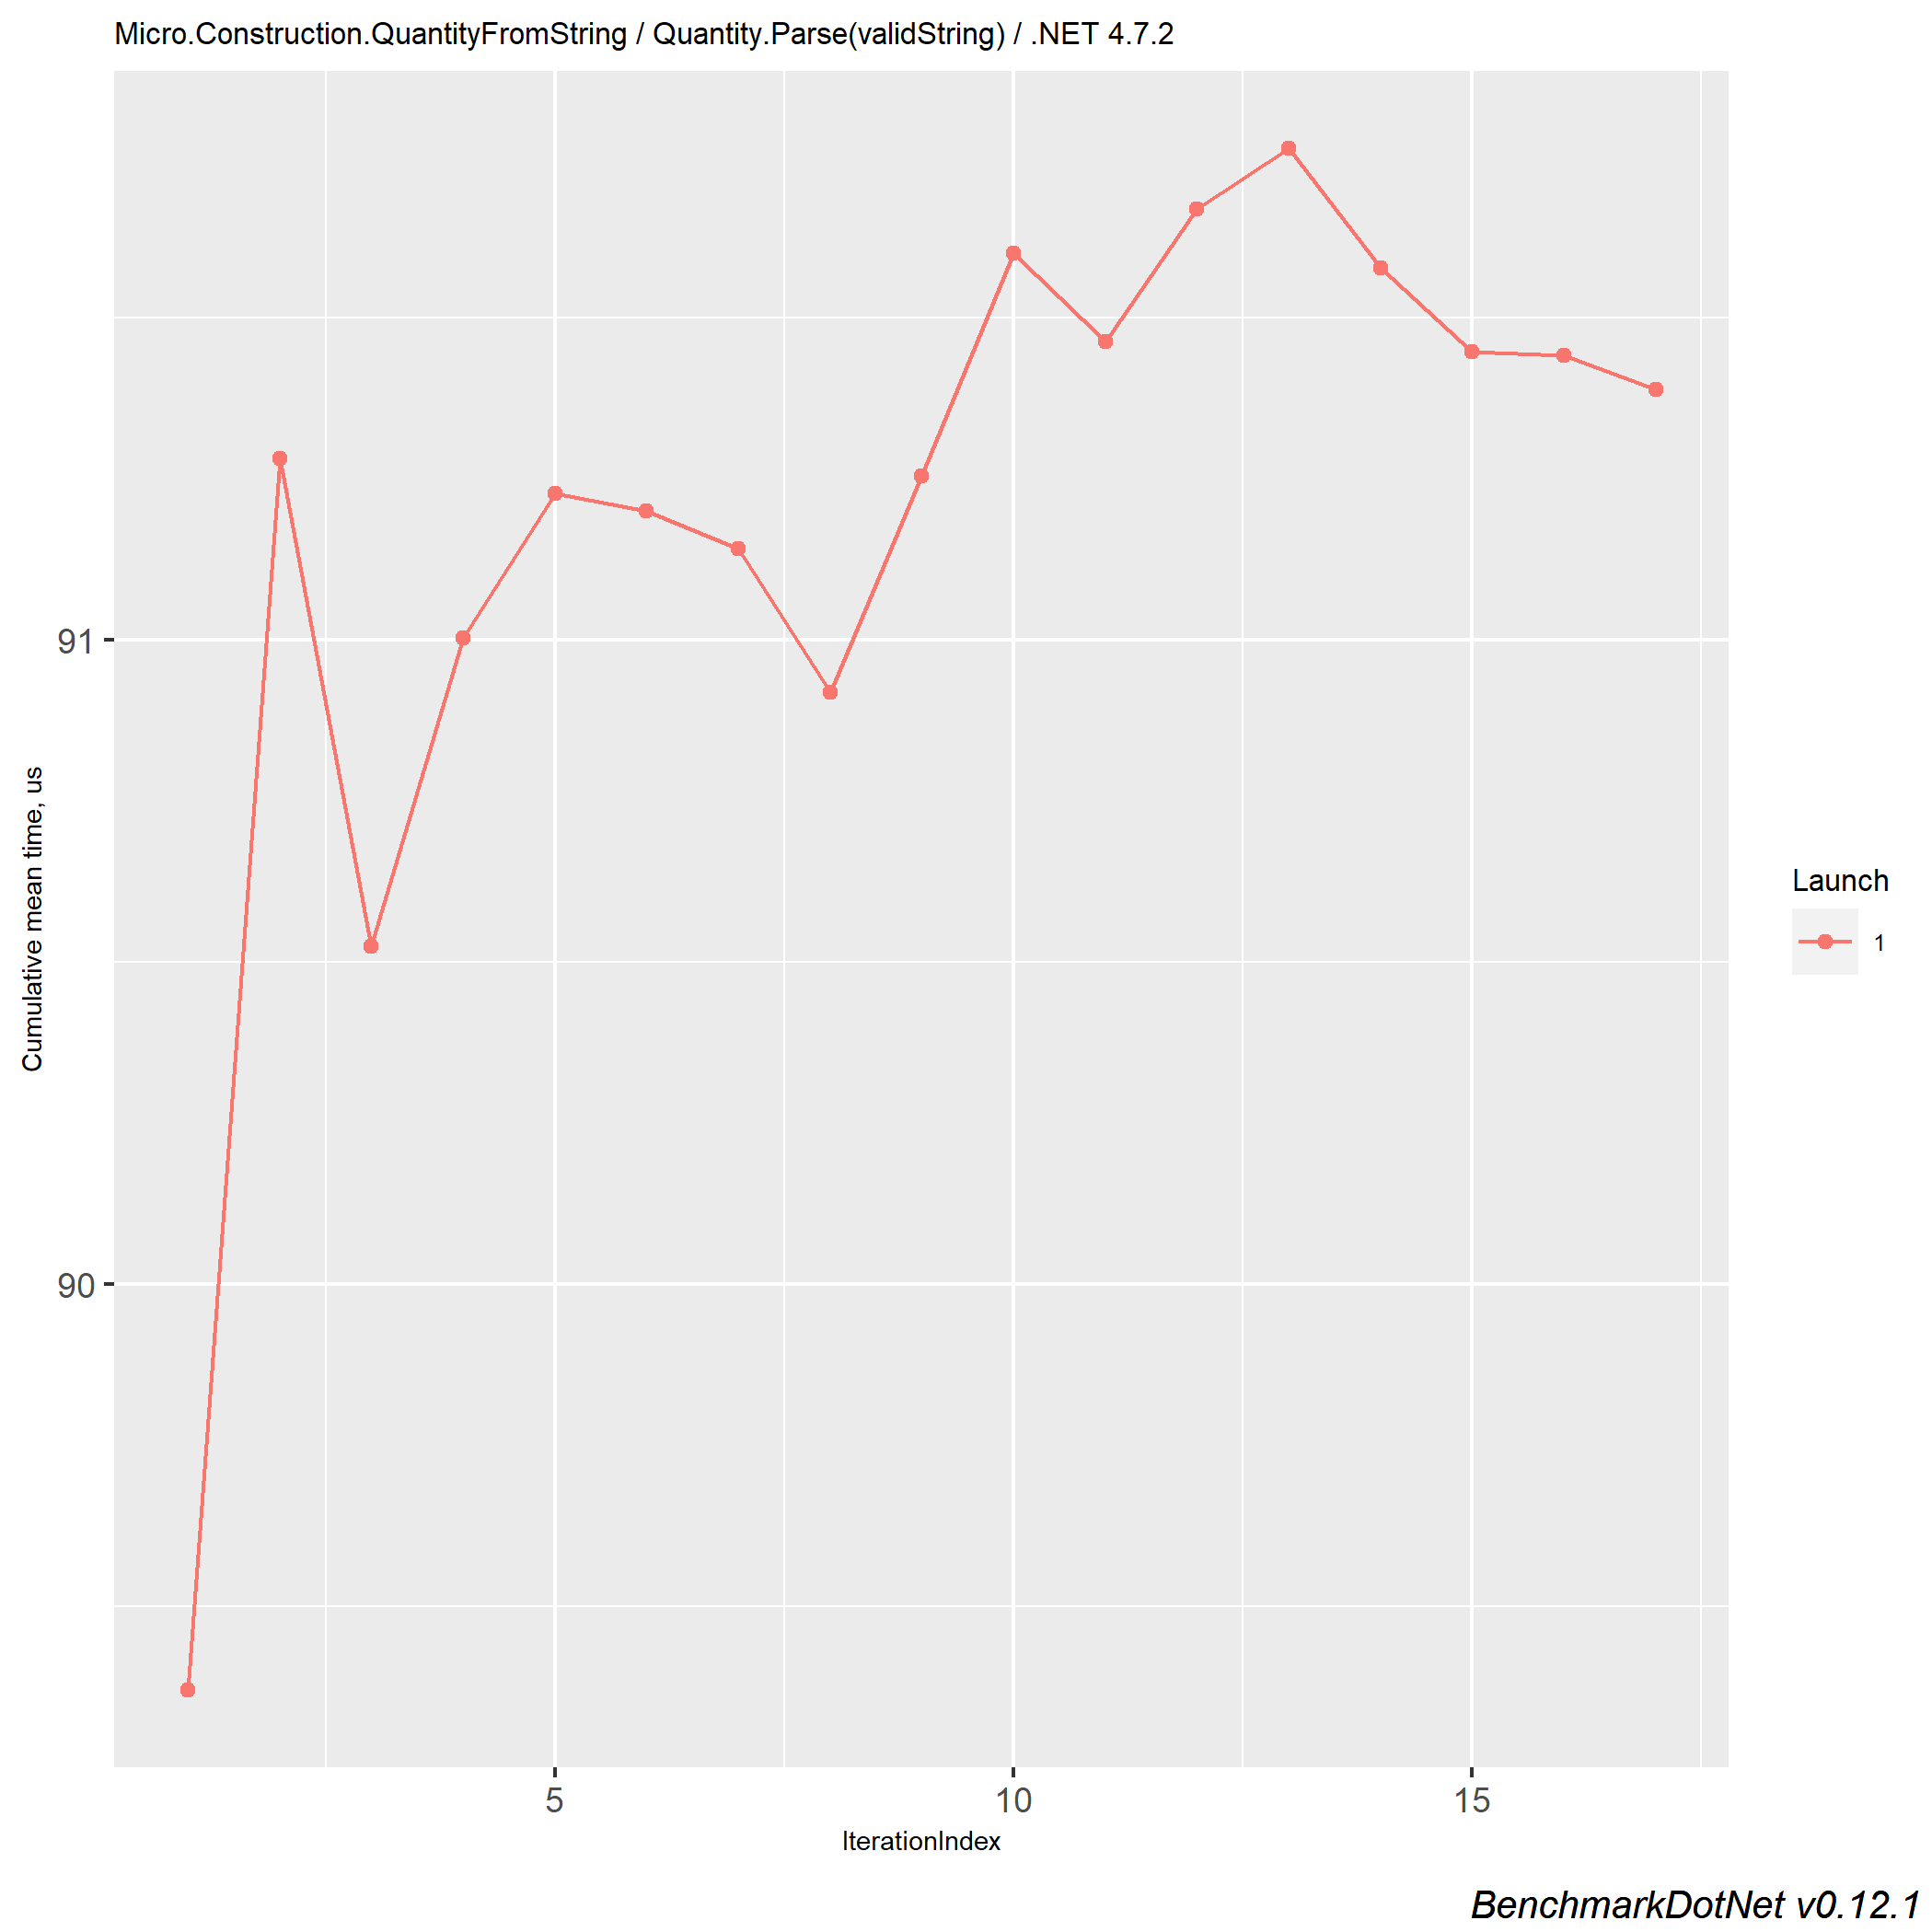 Micro.Construction.QuantityFromString / Quantity.Parse(validString) / .NET 4.7.2
91
90
Cumulative mean time, us
5
10
15
IterationIndex
Launch
1
BenchmarkDotNet v0.12.1